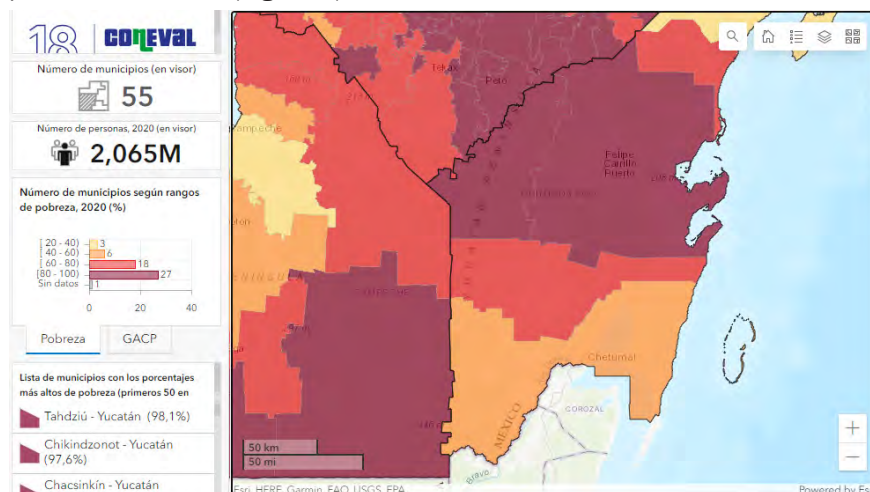 18 CONEVAL
Número de municipios (en visor)
55
Número de personas, 2020 (en visor)
2,065M
Número de municipios según rangos
de pobreza, 2020 (%)
[ 20 - 40) 3
[ 40 - 60) 6
[ 60 - 80) 18
[80 - 100) 27
Sin datos 1
0 20 40
Pobreza GACP
Lista de municipios con los porcentajes
más altos de pobreza (primeros 50 en
Tahdziú - Yucatán (98,1%)
Chikindzonot - Yucatán
(97,6%)
Chacsinkín - Yucatán
Tekax
Peto
Felipe
Carrillo
Puerto
Chetumal
COROZAL
MÉXICO
Bravo
50 km
50 mi
+
−
Esri, HERE, Garmin, FAO, USGS, EPA
Powered by Es